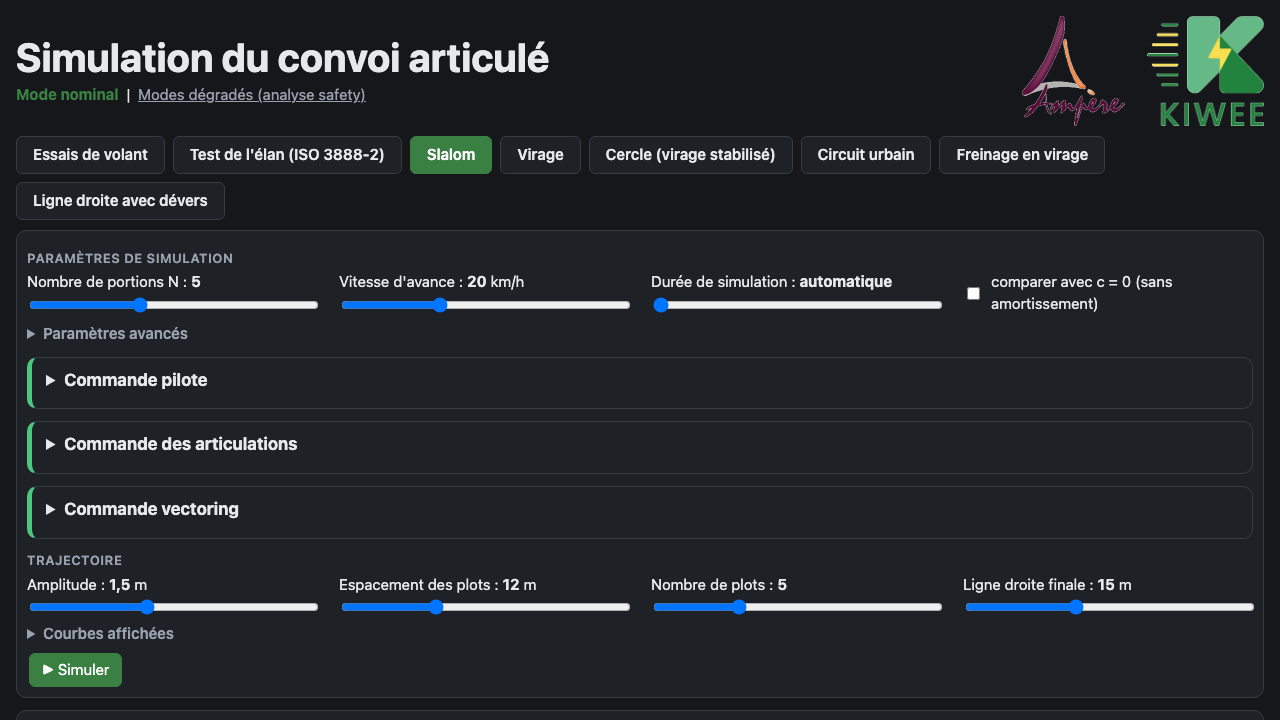 Simulation du convoi articulé
Mode nominal | Modes dégradés (analyse safety)
Ampère
KIWEE
Essais de volant
Test de l'élan (ISO 3888-2)
Slalom
Virage
Cercle (virage stabilisé)
Circuit urbain
Freinage en virage
Ligne droite avec dévers
PARAMÈTRES DE SIMULATION
Nombre de portions N : 5
Vitesse d'avance : 20 km/h
Durée de simulation : automatique
comparer avec c = 0 (sans
amortissement)
Paramètres avancés
Commande pilote
Commande des articulations
Commande vectoring
TRAJECTOIRE
Amplitude : 1,5 m
Espacement des plots : 12 m
Nombre de plots : 5
Ligne droite finale : 15 m
Courbes affichées
Simuler